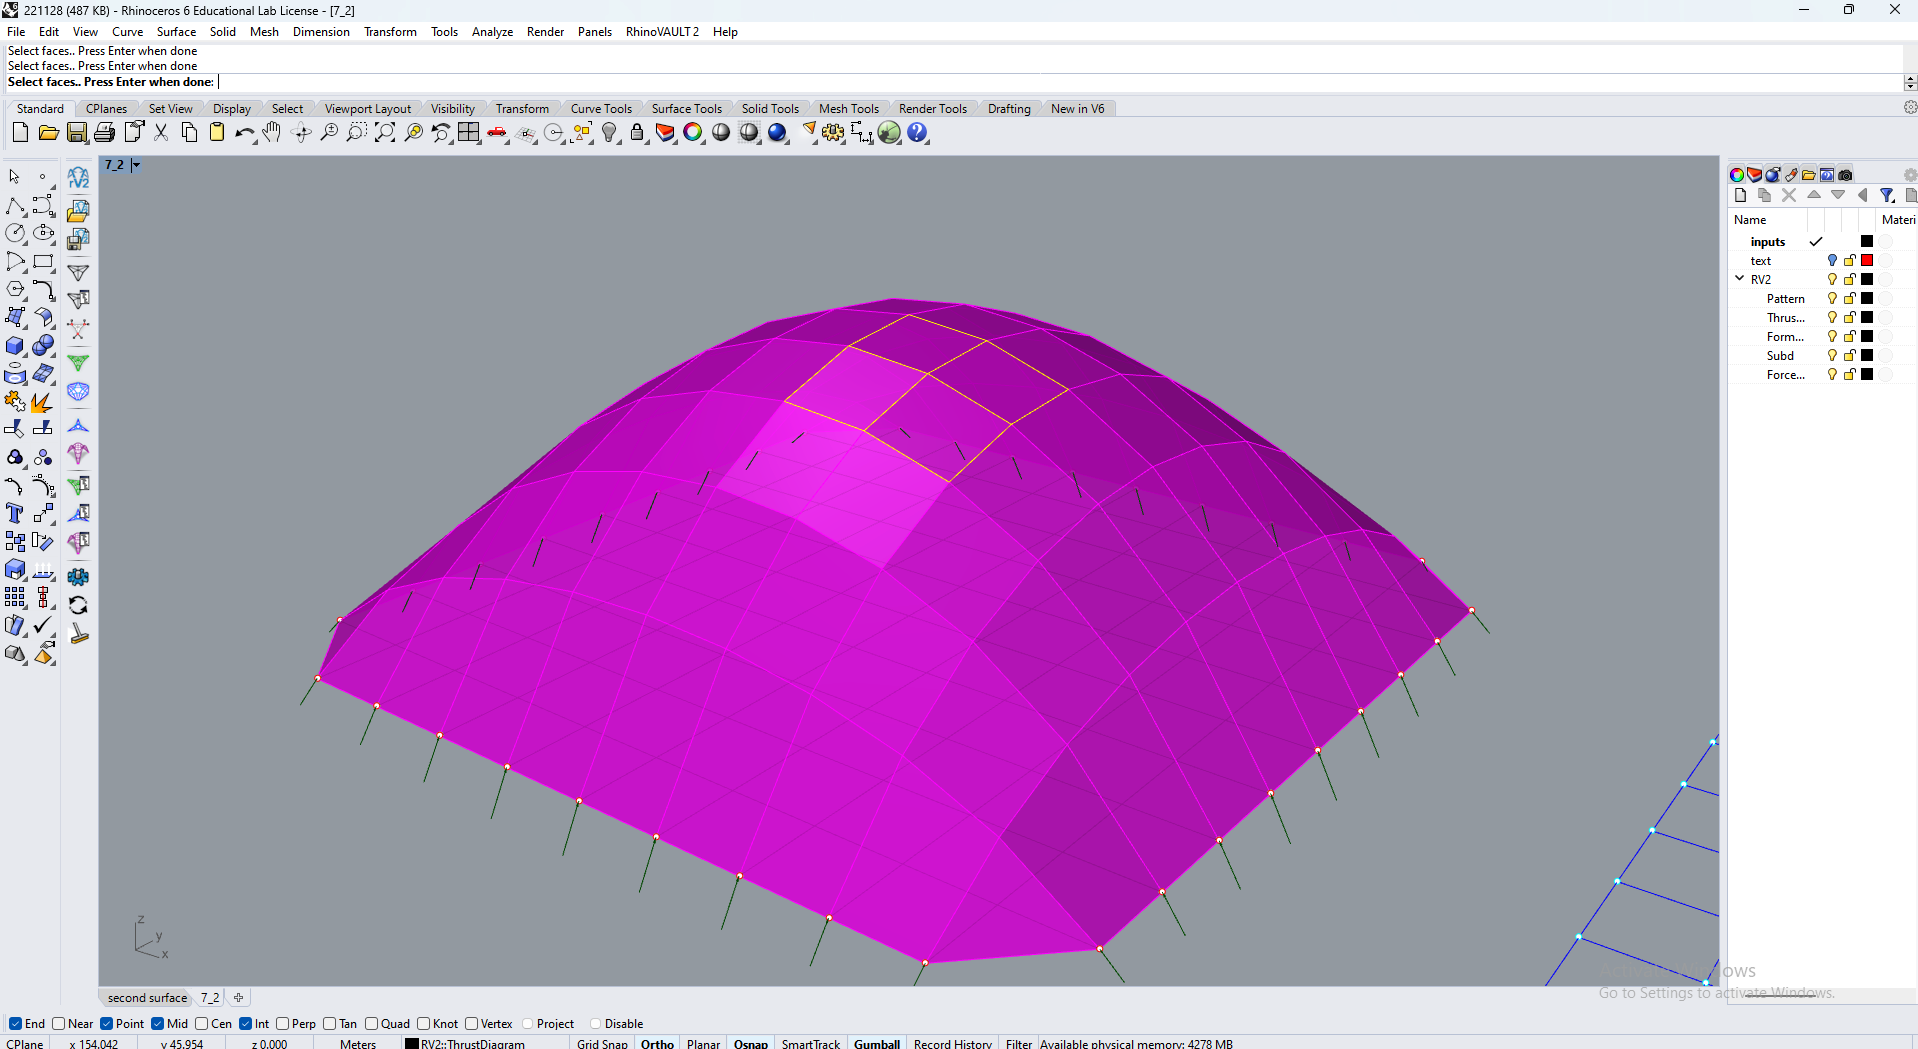 221128 (487 KB) - Rhinoceros 6 Educational Lab License - [7_2]
File Edit View Curve Surface Solid Mesh Dimension Transform Tools Analyze Render Panels RhinoVAULT2 Help
Select faces.. Press Enter when done
Select faces.. Press Enter when done
Select faces.. Press Enter when done:
Standard CPlanes Set View Display Select Viewport Layout Visibility Transform Curve Tools Surface Tools Solid Tools Mesh Tools Render Tools Drafting New in V6
7_2
rV2
Name Materi
inputs
text
RV2
Pattern
Thrus...
Form...
Subd
Force...
z
y
x
Go to Settings to activate Windows.
second surface 7_2
End Near Point Mid Cen Int Perp Tan Quad Knot Vertex Project Disable
CPlane x 154.042 y 45.954 z 0.000 Meters RV2::ThrustDiagram Grid Snap Ortho Planar Osnap SmartTrack Gumball Record History Filter Available physical memory: 4278 MB